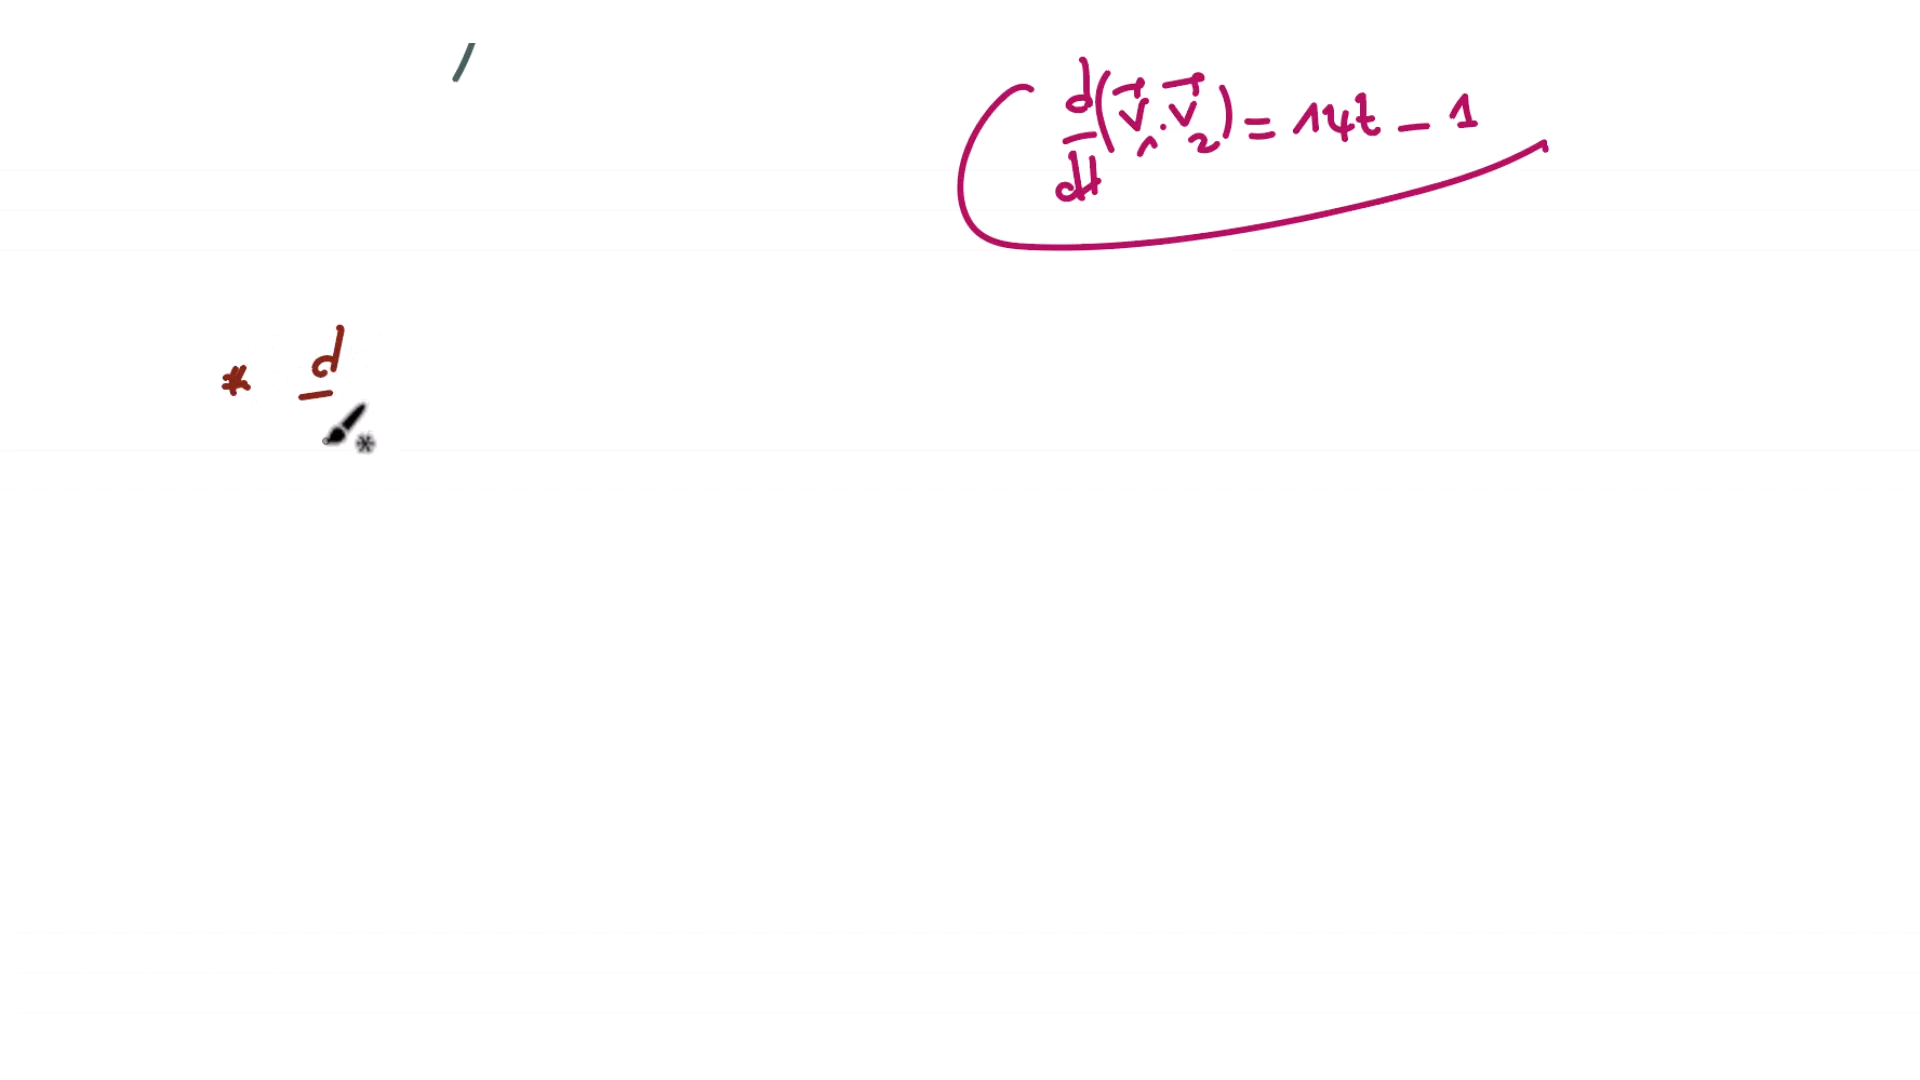 d/dt (V⃗₁ · V⃗₂) = 14t − 1
* d